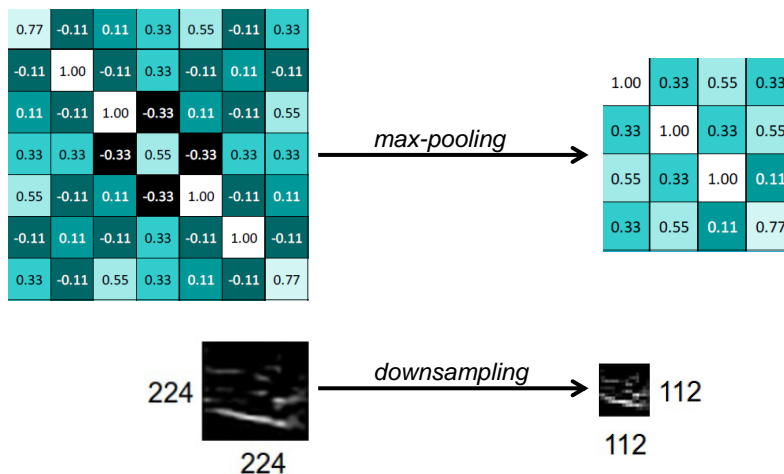 0.77 -0.11 0.11 0.33 0.55 -0.11 0.33
-0.11 1.00 -0.11 0.33 -0.11 0.11 -0.11
0.11 -0.11 1.00 -0.33 0.11 -0.11 0.55
0.33 0.33 -0.33 0.55 -0.33 0.33 0.33
0.55 -0.11 0.11 -0.33 1.00 -0.11 0.11
-0.11 0.11 -0.11 0.33 -0.11 1.00 -0.11
0.33 -0.11 0.55 0.33 0.11 -0.11 0.77
max-pooling
1.00 0.33 0.55 0.33
0.33 1.00 0.33 0.55
0.55 0.33 1.00 0.11
0.33 0.55 0.11 0.77
224
224
downsampling
112
112